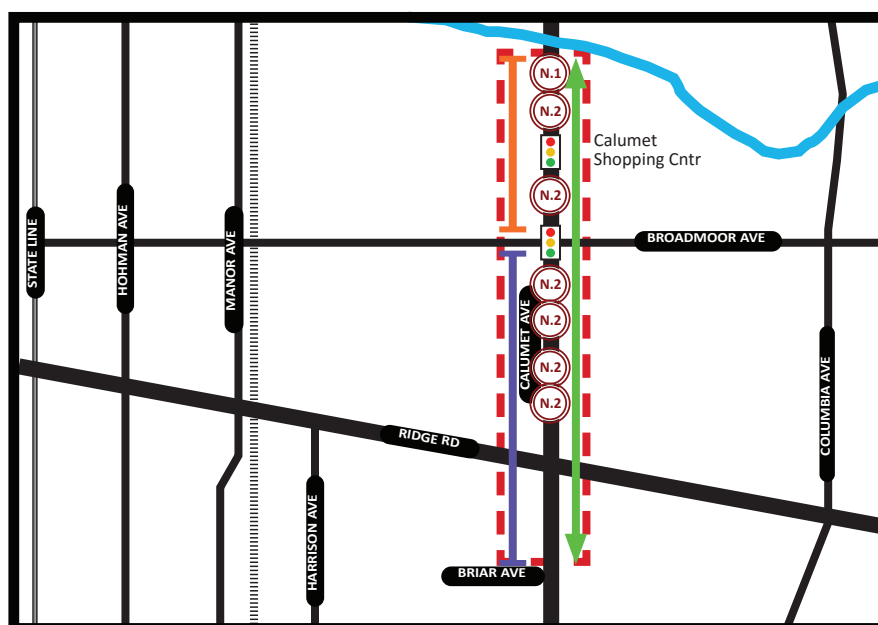 N.1
N.2
Calumet
Shopping Cntr
N.2
BROADMOOR AVE
STATE LINE
HOHMAN AVE
MANOR AVE
N.2
N.2
CALUMET AVE
N.2
N.2
COLUMBIA AVE
RIDGE RD
HARRISON AVE
BRIAR AVE